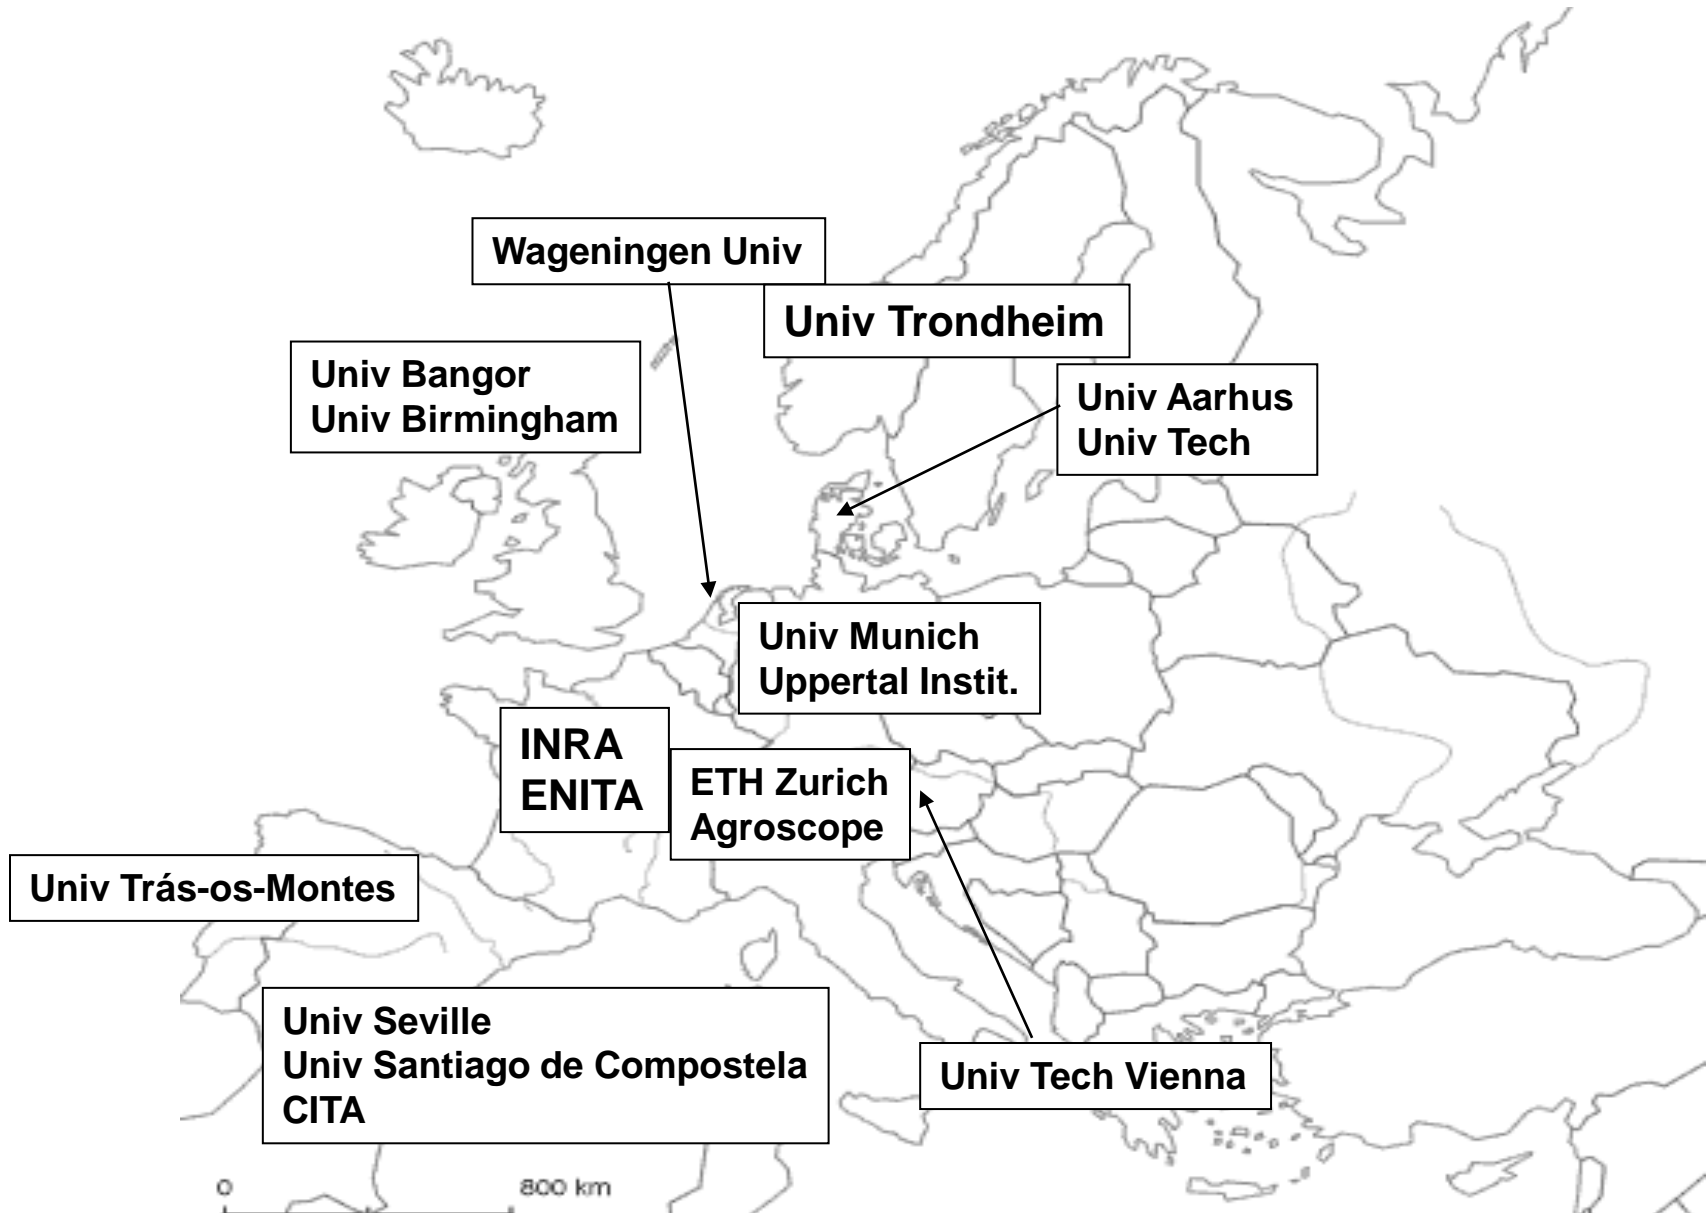 Wageningen Univ
Univ Trondheim
Univ Bangor
Univ Birmingham
Univ Aarhus
Univ Tech
Univ Munich
Uppertal Instit.
INRA
ENITA
ETH Zurich
Agroscope
Univ Trás-os-Montes
Univ Seville
Univ Santiago de Compostela
CITA
Univ Tech Vienna
0 800 km